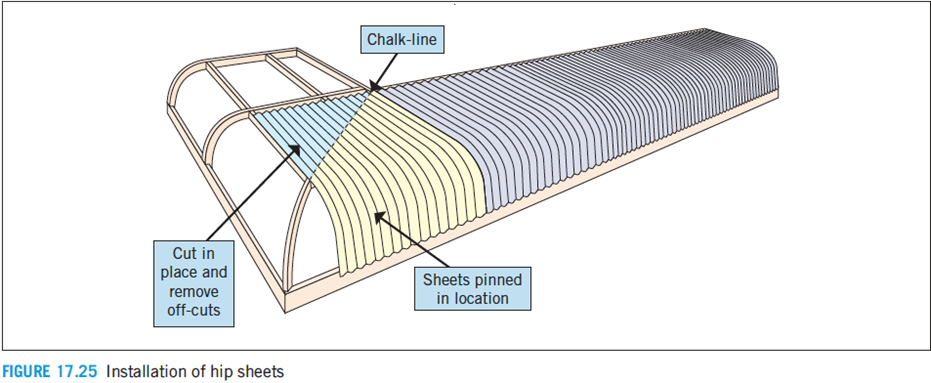 Chalk-line
Cut in
place and
remove
off-cuts
Sheets pinned
in location
FIGURE 17.25 Installation of hip sheets